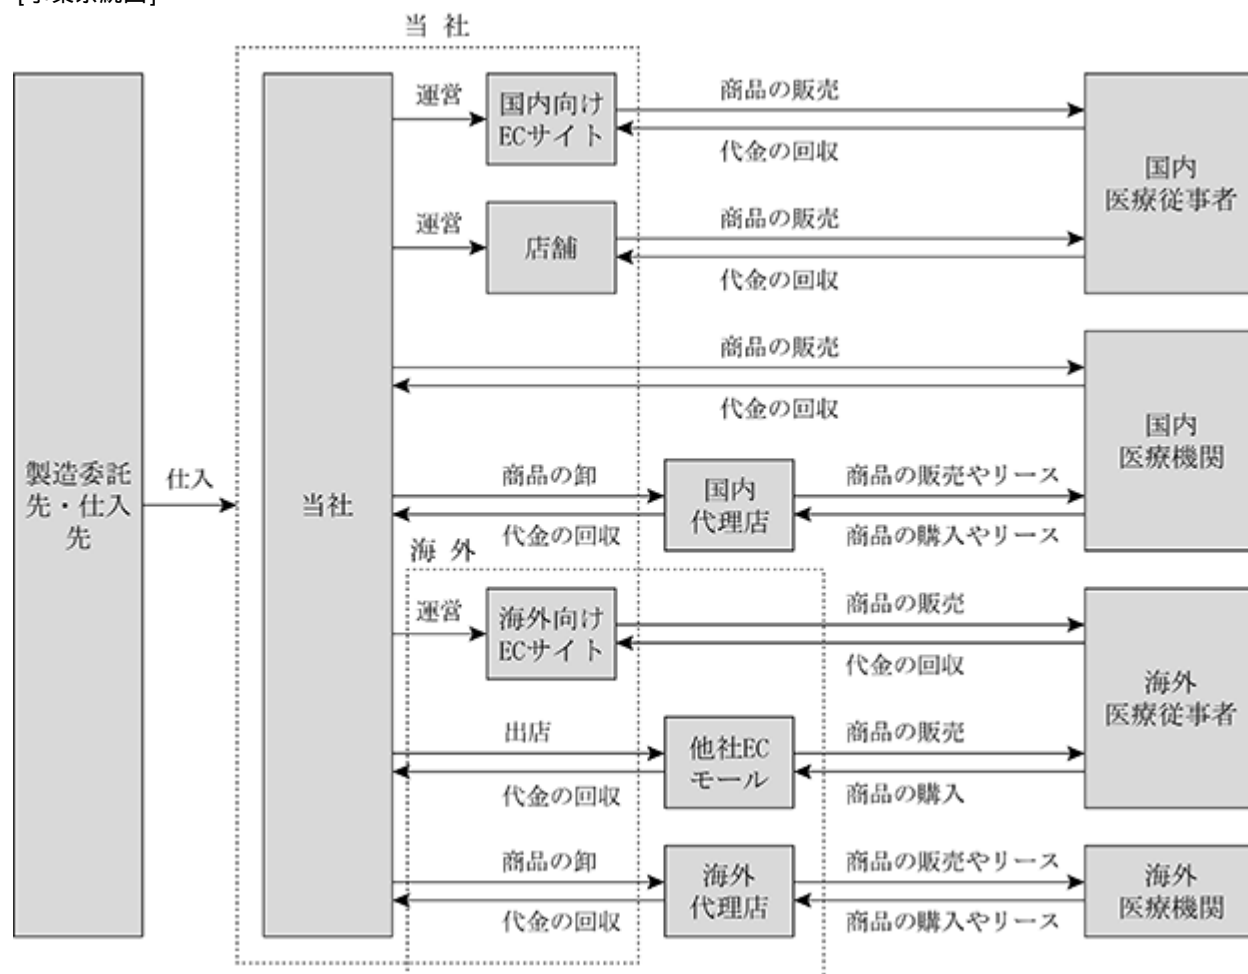 [事業系統図]
当 社
運営
国内向け
ECサイト
商品の販売
代金の回収
国内
医療従事者
運営
店舗
商品の販売
代金の回収
商品の販売
代金の回収
国内
医療機関
製造委託
先・仕入
先
仕入
当社
商品の卸
代金の回収
国内
代理店
商品の販売やリース
商品の購入やリース
海 外
運営
海外向け
ECサイト
商品の販売
代金の回収
海外
医療従事者
出店
代金の回収
他社EC
モール
商品の販売
商品の購入
商品の卸
代金の回収
海外
代理店
商品の販売やリース
商品の購入やリース
海外
医療機関